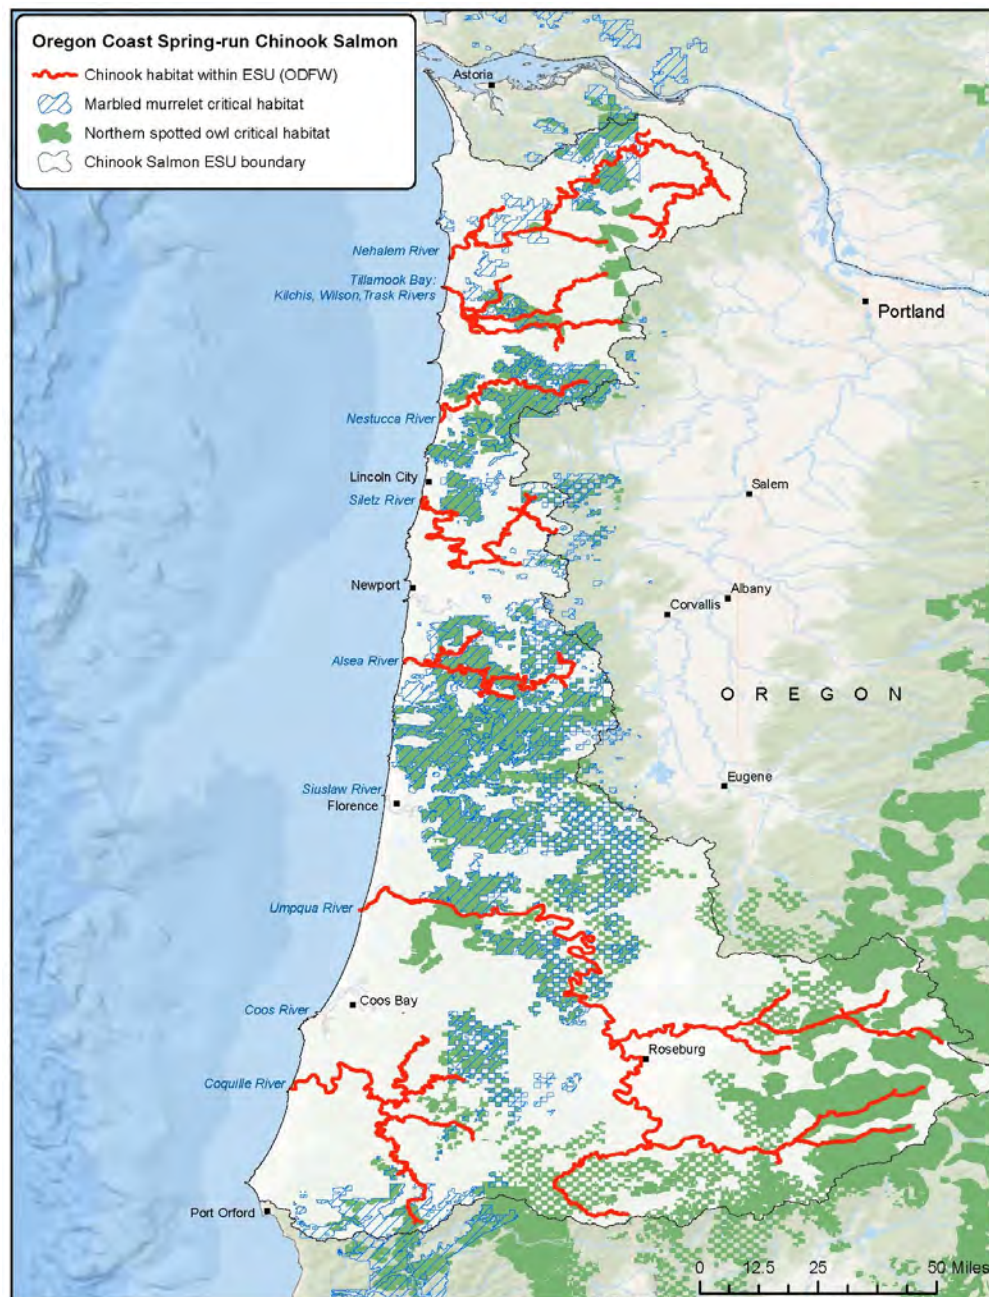 Oregon Coast Spring-run Chinook Salmon
Chinook habitat within ESU (ODFW)
Marbled murrelet critical habitat
Northern spotted owl critical habitat
Chinook Salmon ESU boundary
Astoria
Nehalem River
Tillamook Bay:
Kilchis, Wilson,Trask Rivers
Portland
Nestucca River
Lincoln City
Siletz River
Salem
Newport
Albany
Corvallis
Alsea River
OREGON
Eugene
Siuslaw River
Florence
Umpqua River
Coos Bay
Coos River
Roseburg
Coquille River
Port Orford
0 12.5 25 50 Miles